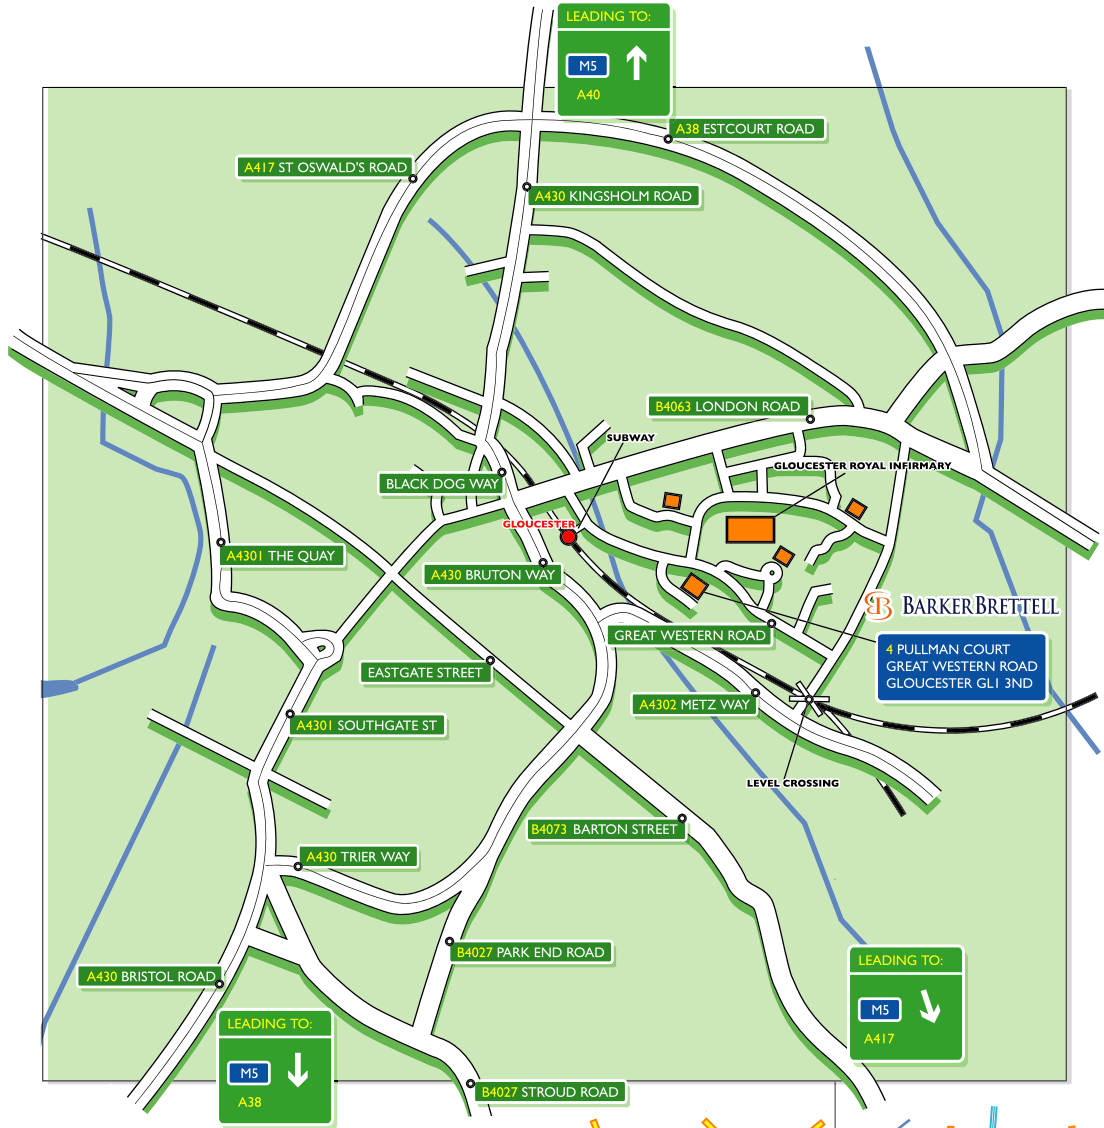 LEADING TO:
M5
A40
A38 ESTCOURT ROAD
A417 ST OSWALD'S ROAD
A430 KINGSHOLM ROAD
B4063 LONDON ROAD
SUBWAY
GLOUCESTER ROYAL INFIRMARY
BLACK DOG WAY
GLOUCESTER
A4301 THE QUAY
A430 BRUTON WAY
BARKERBRETTELL
GREAT WESTERN ROAD
4 PULLMAN COURT
GREAT WESTERN ROAD
GLOUCESTER GL1 3ND
EASTGATE STREET
A4302 METZ WAY
A4301 SOUTHGATE ST
LEVEL CROSSING
B4073 BARTON STREET
A430 TRIER WAY
B4027 PARK END ROAD
A430 BRISTOL ROAD
LEADING TO:
M5
A417
LEADING TO:
M5
A38
B4027 STROUD ROAD